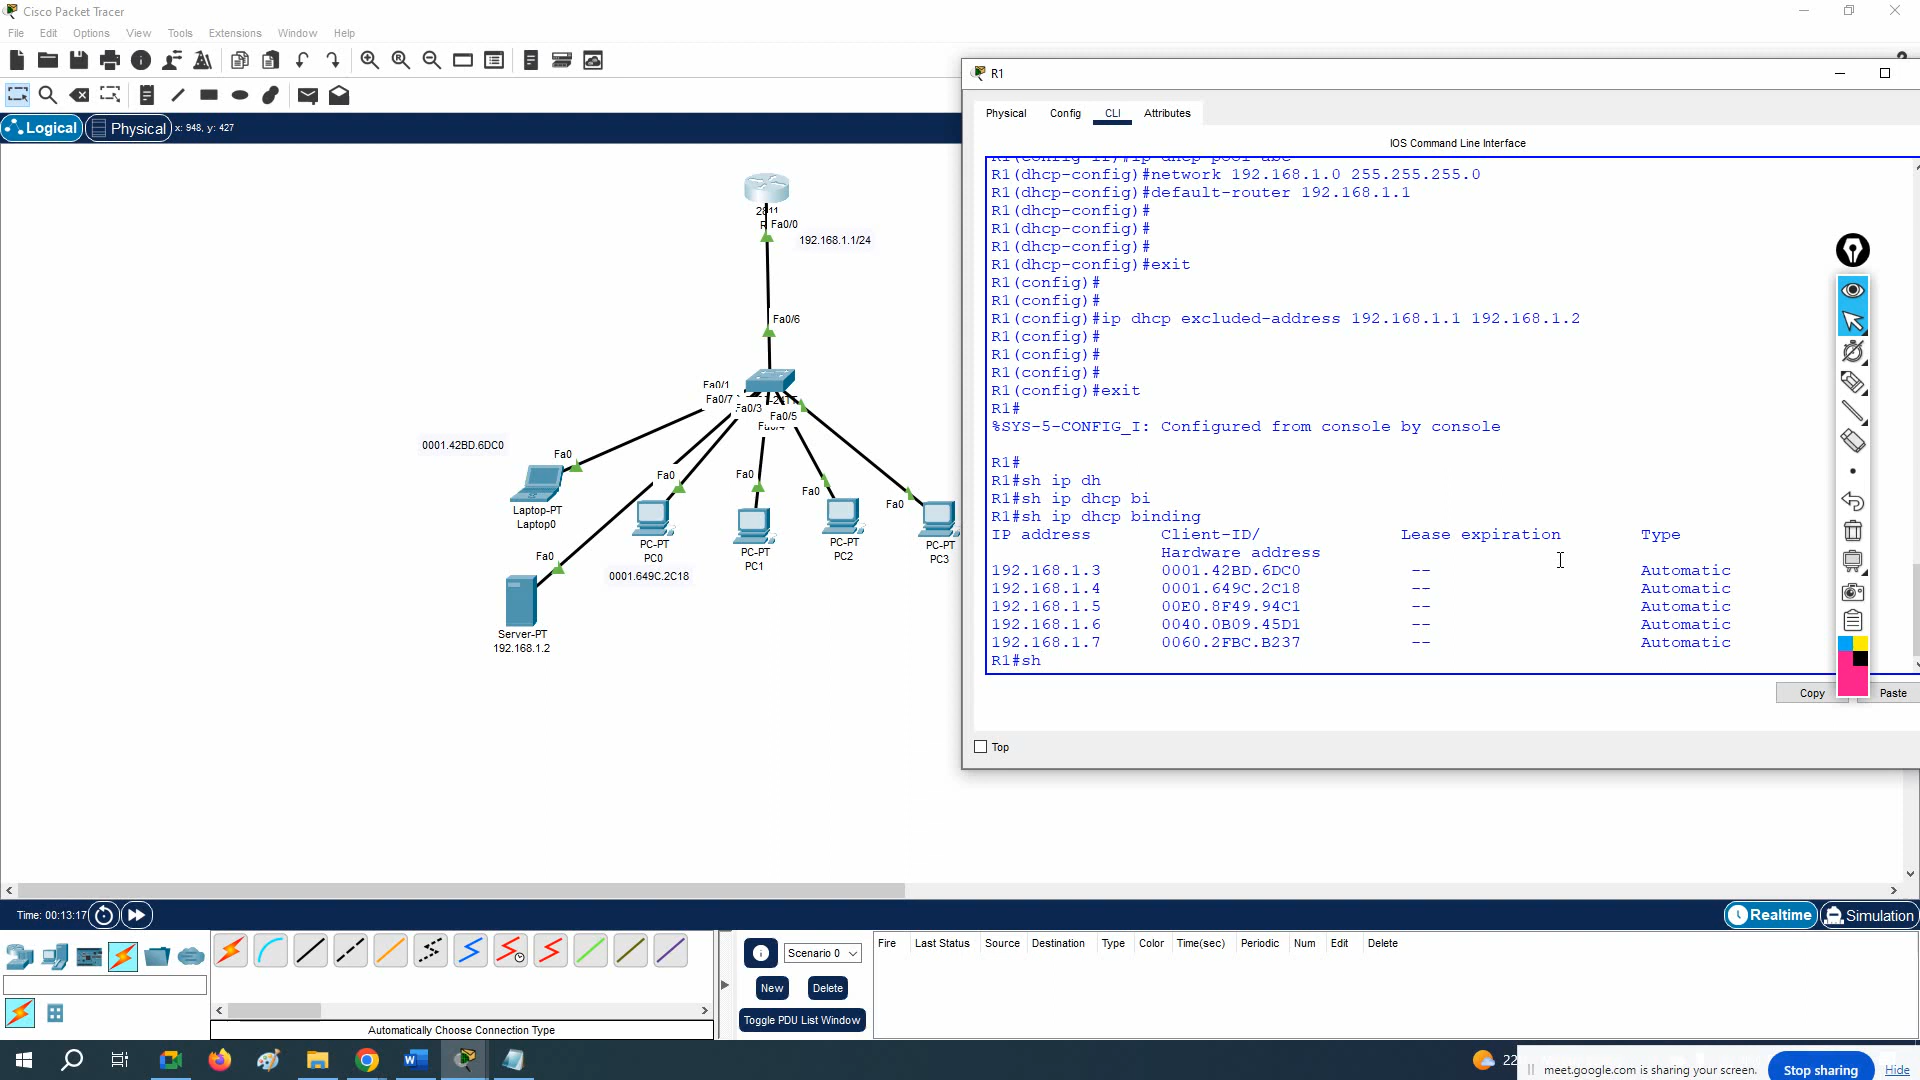 Cisco Packet Tracer
File Edit Options View Tools Extensions Window Help
Logical Physical x: 948, y: 427
2811
Fa0/0
192.168.1.1/24
Fa0/6
Fa0/1
Fa0/7
Fa0/3
Fa0/5
0001.42BD.6DC0
Fa0
Laptop-PT
Laptop0
Fa0
PC-PT
PC0
0001.649C.2C18
Fa0
PC-PT
PC1
Fa0
PC-PT
PC2
Fa0
PC-PT
PC3
Fa0
Server-PT
192.168.1.2
R1
Physical Config CLI Attributes
IOS Command Line Interface
R1(config-if)#ip dhcp pool abc
R1(dhcp-config)#network 192.168.1.0 255.255.255.0
R1(dhcp-config)#default-router 192.168.1.1
R1(dhcp-config)#
R1(dhcp-config)#
R1(dhcp-config)#
R1(dhcp-config)#exit
R1(config)#
R1(config)#
R1(config)#ip dhcp excluded-address 192.168.1.1 192.168.1.2
R1(config)#
R1(config)#
R1(config)#
R1(config)#exit
R1#
%SYS-5-CONFIG_I: Configured from console by console
R1#
R1#sh ip dh
R1#sh ip dhcp bi
R1#sh ip dhcp binding
IP address Client-ID/ Lease expiration Type
Hardware address
192.168.1.3 0001.42BD.6DC0 -- Automatic
192.168.1.4 0001.649C.2C18 -- Automatic
192.168.1.5 00E0.8F49.94C1 -- Automatic
192.168.1.6 0040.0B09.45D1 -- Automatic
192.168.1.7 0060.2FBC.B237 -- Automatic
R1#sh
Copy Paste
Top
Time: 00:13:17
Realtime Simulation
Scenario 0
New Delete
Toggle PDU List Window
Fire Last Status Source Destination Type Color Time(sec) Periodic Num Edit Delete
Automatically Choose Connection Type
meet.google.com is sharing your screen. Stop sharing Hide